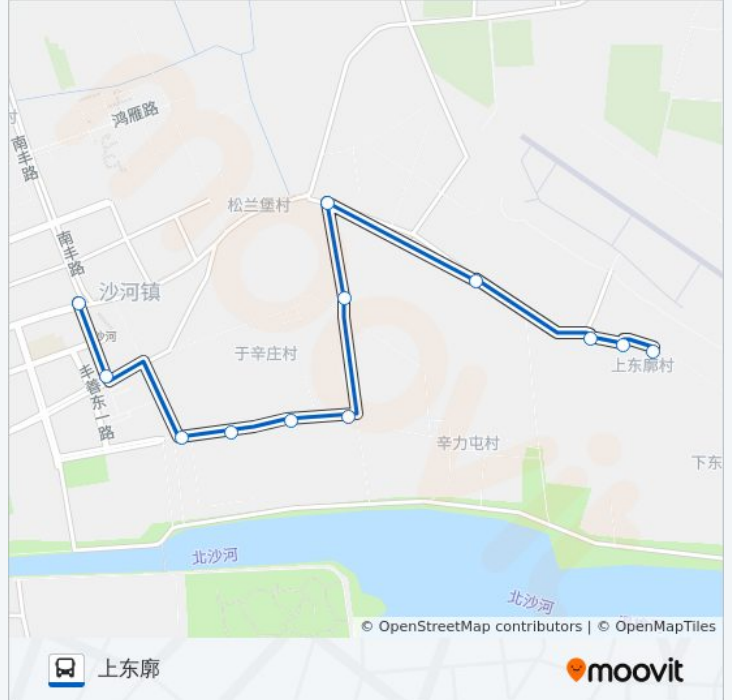 鸿雁路
南丰路
松兰堡村
南丰路
沙河镇
沙河
于辛庄村
上东廓村
丰善东一路
辛力屯村
下东
北沙河
北沙河
© OpenStreetMap contributors | © OpenMapTiles
上东廓
moovit